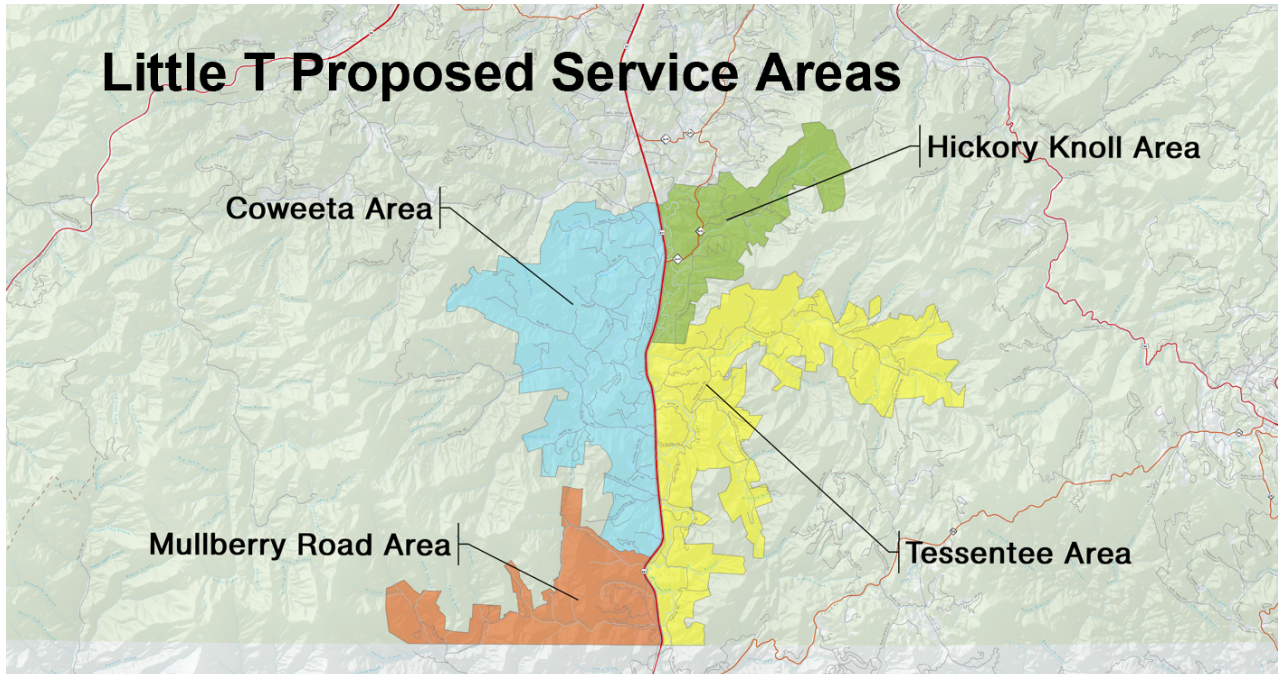 Little T Proposed Service Areas
Hickory Knoll Area
Coweeta Area
Mullberry Road Area
Tessentee Area